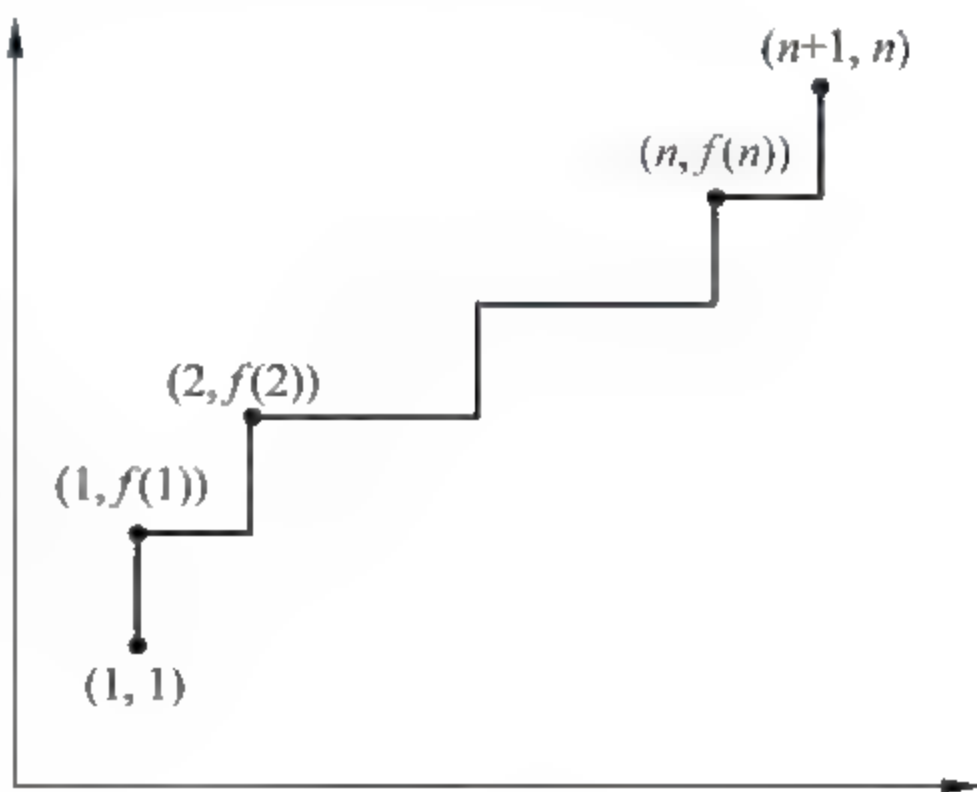 (n+1, n)
(n, f(n))
(2, f(2))
(1, f(1))
(1, 1)